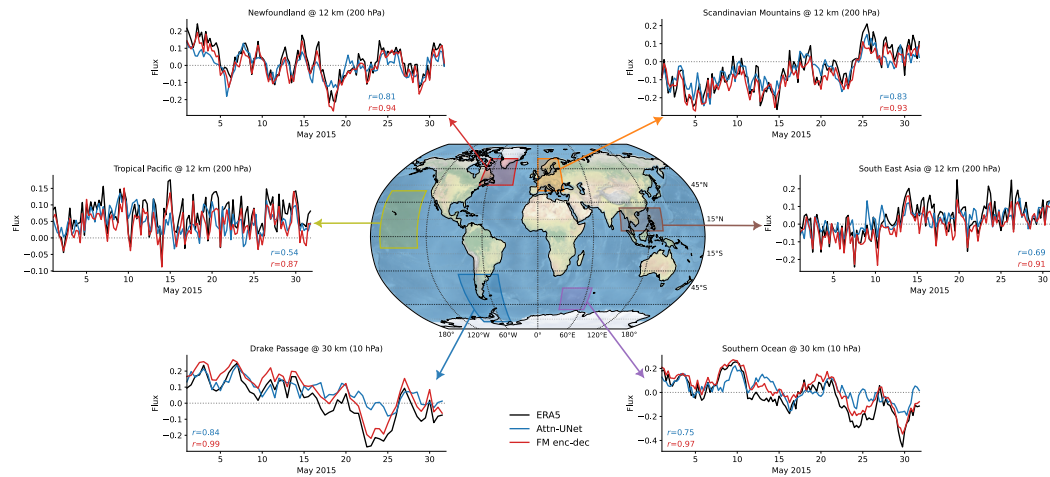 Newfoundland @ 12 km (200 hPa)
Flux
0.2
0.1
0.0
−0.1
−0.2
r=0.81
r=0.94
5
10
15
20
25
30
May 2015
Scandinavian Mountains @ 12 km (200 hPa)
Flux
0.2
0.1
0.0
−0.1
−0.2
r=0.83
r=0.93
5
10
15
20
25
30
May 2015
Tropical Pacific @ 12 km (200 hPa)
Flux
0.15
0.10
0.05
0.00
−0.05
−0.10
r=0.54
r=0.87
5
10
15
20
25
30
May 2015
45°N
15°N
15°S
45°S
180°
120°W
60°W
0°
60°E
120°E
180°
South East Asia @ 12 km (200 hPa)
Flux
0.2
0.1
0.0
−0.1
−0.2
r=0.69
r=0.91
5
10
15
20
25
30
May 2015
Drake Passage @ 30 km (10 hPa)
Flux
0.2
0.1
0.0
−0.1
−0.2
r=0.84
r=0.99
5
10
15
20
25
30
May 2015
ERA5
Attn-UNet
FM enc-dec
Southern Ocean @ 30 km (10 hPa)
Flux
0.2
0.0
−0.2
−0.4
r=0.75
r=0.97
5
10
15
20
25
30
May 2015